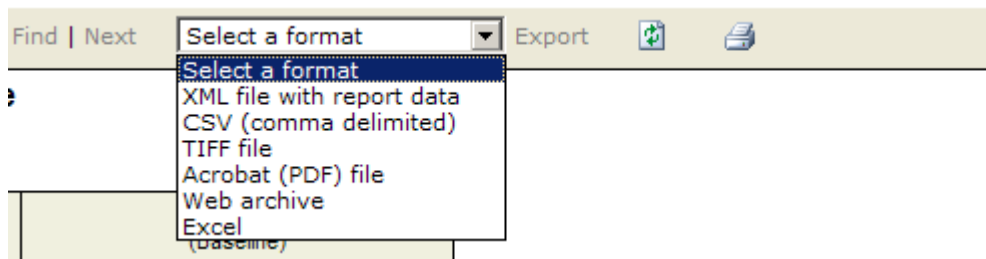 Find | Next Select a format Export
Select a format
XML file with report data
CSV (comma delimited)
TIFF file
Acrobat (PDF) file
Web archive
Excel
(baseline)